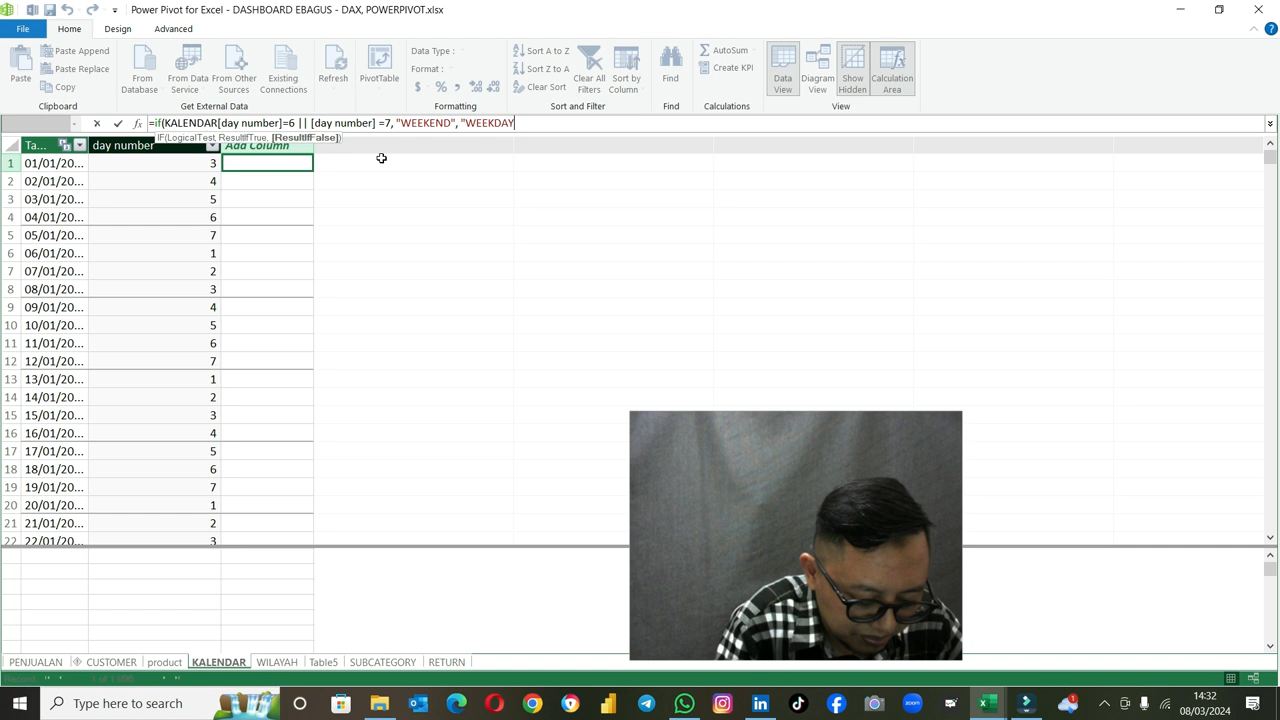 Power Pivot for Excel - DASHBOARD EBAGUS - DAX, POWERPIVOT.xlsx
File Home Design Advanced
Paste
Paste Append
Paste Replace
Copy
Clipboard
From Database
From Data Service
From Other Sources
Existing Connections
Get External Data
Refresh
PivotTable
Data Type :
Format :
$ % , .00 .0
Formatting
Sort A to Z
Sort Z to A
Clear Sort
Clear All Filters
Sort by Column
Sort and Filter
Find
Find
AutoSum
Create KPI
Calculations
Data View
Diagram View
Show Hidden
Calculation Area
View
fx =if(KALENDAR[day number]=6 || [day number] =7, "WEEKEND", "WEEKDAY
IF(LogicalTest, ResultIfTrue, [ResultIfFalse])
Ta... day number Add Column
1 01/01/20... 3
2 02/01/20... 4
3 03/01/20... 5
4 04/01/20... 6
5 05/01/20... 7
6 06/01/20... 1
7 07/01/20... 2
8 08/01/20... 3
9 09/01/20... 4
10 10/01/20... 5
11 11/01/20... 6
12 12/01/20... 7
13 13/01/20... 1
14 14/01/20... 2
15 15/01/20... 3
16 16/01/20... 4
17 17/01/20... 5
18 18/01/20... 6
19 19/01/20... 7
20 20/01/20... 1
21 21/01/20... 2
22 22/01/20... 3
PENJUALAN CUSTOMER product KALENDAR WILAYAH Table5 SUBCATEGORY RETURN
Record:
Type here to search
zoom
14:32
08/03/2024